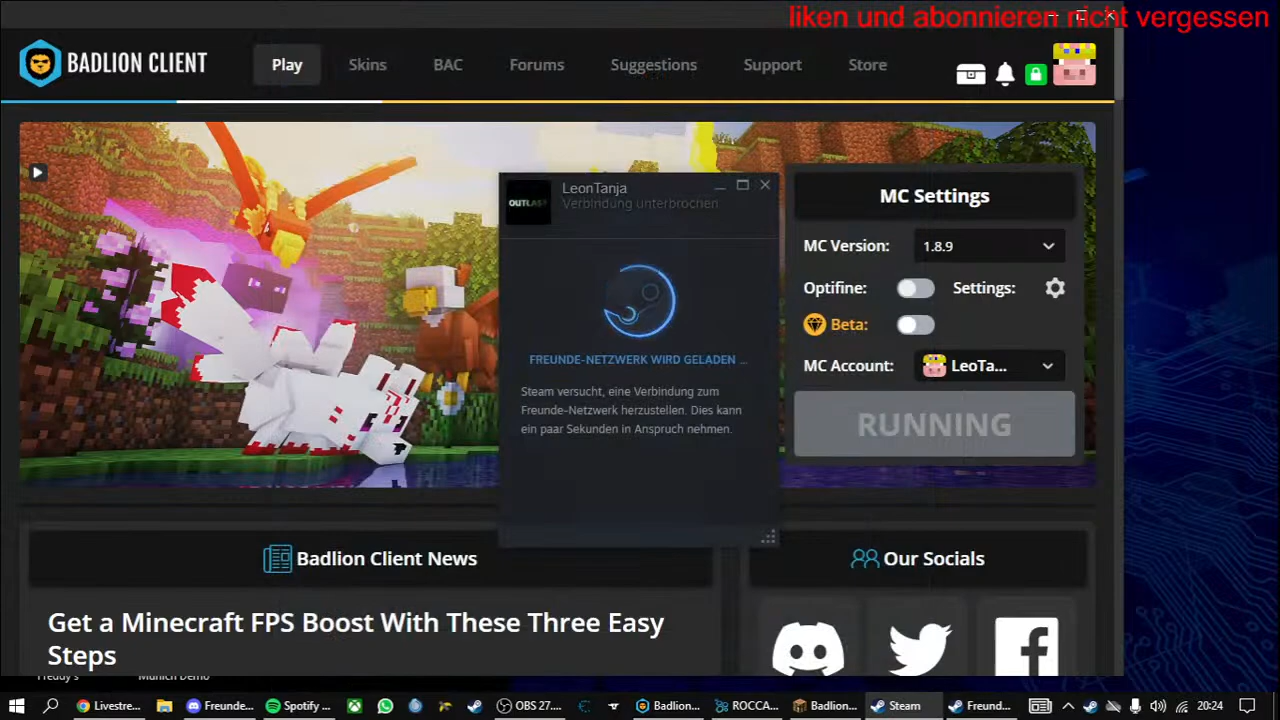 liken und abonnieren nicht vergessen
BADLION CLIENT
Play
Skins
BAC
Forums
Suggestions
Support
Store
OUTLAST
LeonTanja
Verbindung unterbrochen
FREUNDE-NETZWERK WIRD GELADEN ...
Steam versucht, eine Verbindung zum
Freunde-Netzwerk herzustellen. Dies kann
ein paar Sekunden in Anspruch nehmen.
MC Settings
MC Version:
1.8.9
Optifine:
Settings:
Beta:
MC Account:
LeoTa...
RUNNING
Badlion Client News
Get a Minecraft FPS Boost With These Three Easy
Steps
Our Socials
Freddy's
Munich Demo
Livestre...
Freunde...
Spotify ...
OBS 27....
Badlion...
ROCCA...
Badlion...
Steam
Freund...
20:24